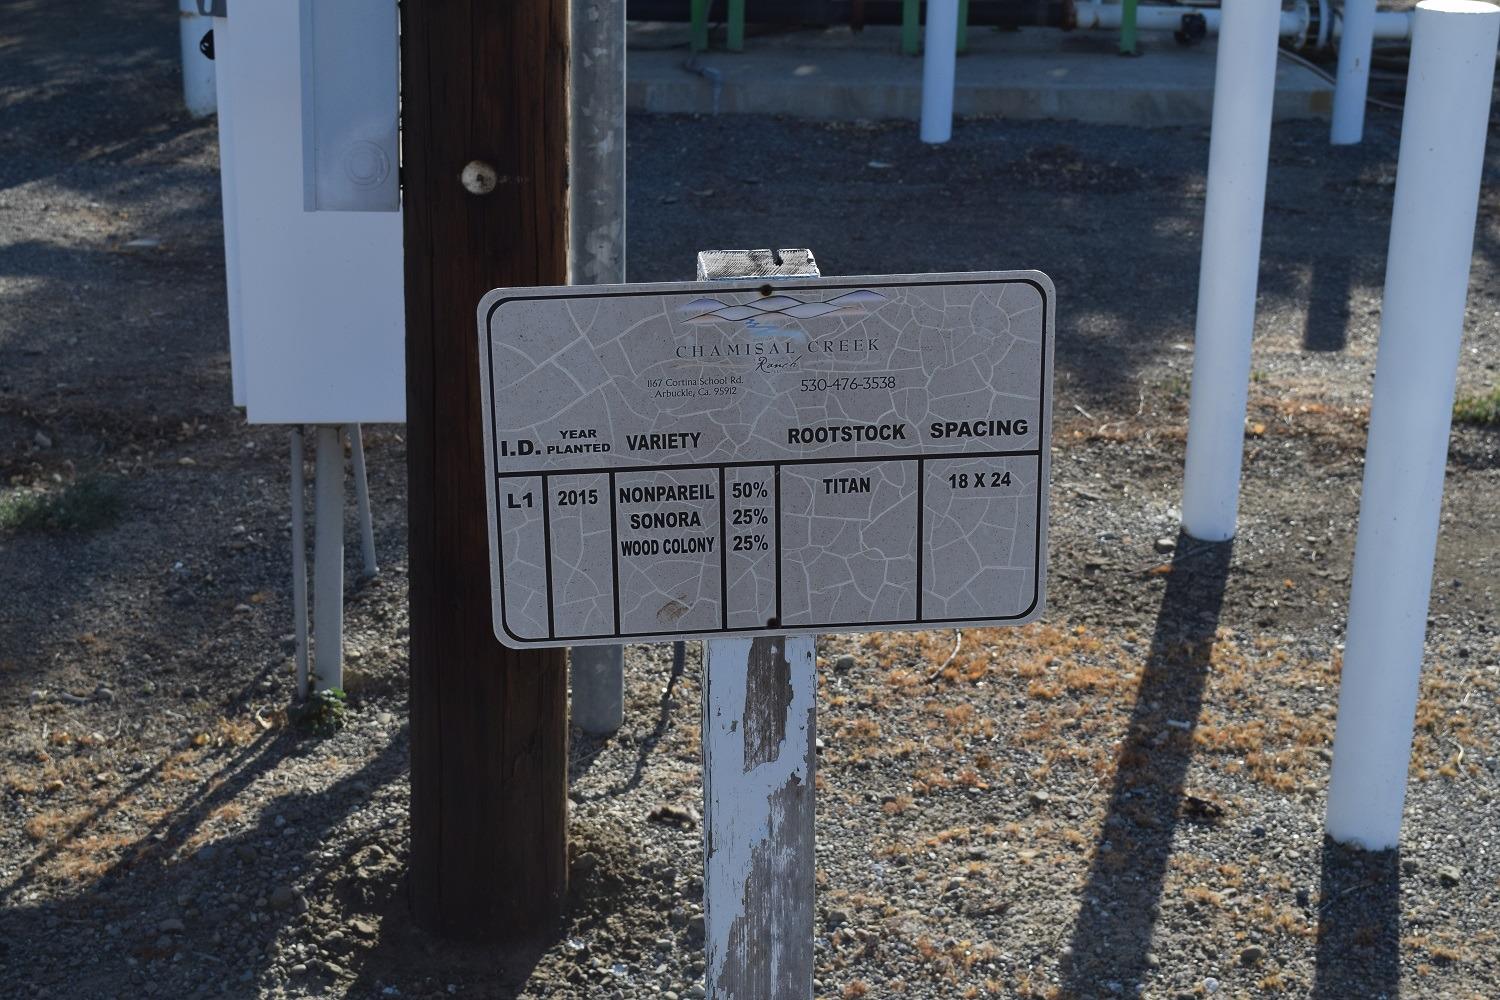 CHAMISAL CREEK
Ranch
1167 Cortina School Rd.
Arbuckle, Ca. 95912
530-476-3538
I.D. YEAR PLANTED VARIETY ROOTSTOCK SPACING
L1 2015 NONPAREIL 50% TITAN 18 X 24
SONORA 25%
WOOD COLONY 25%